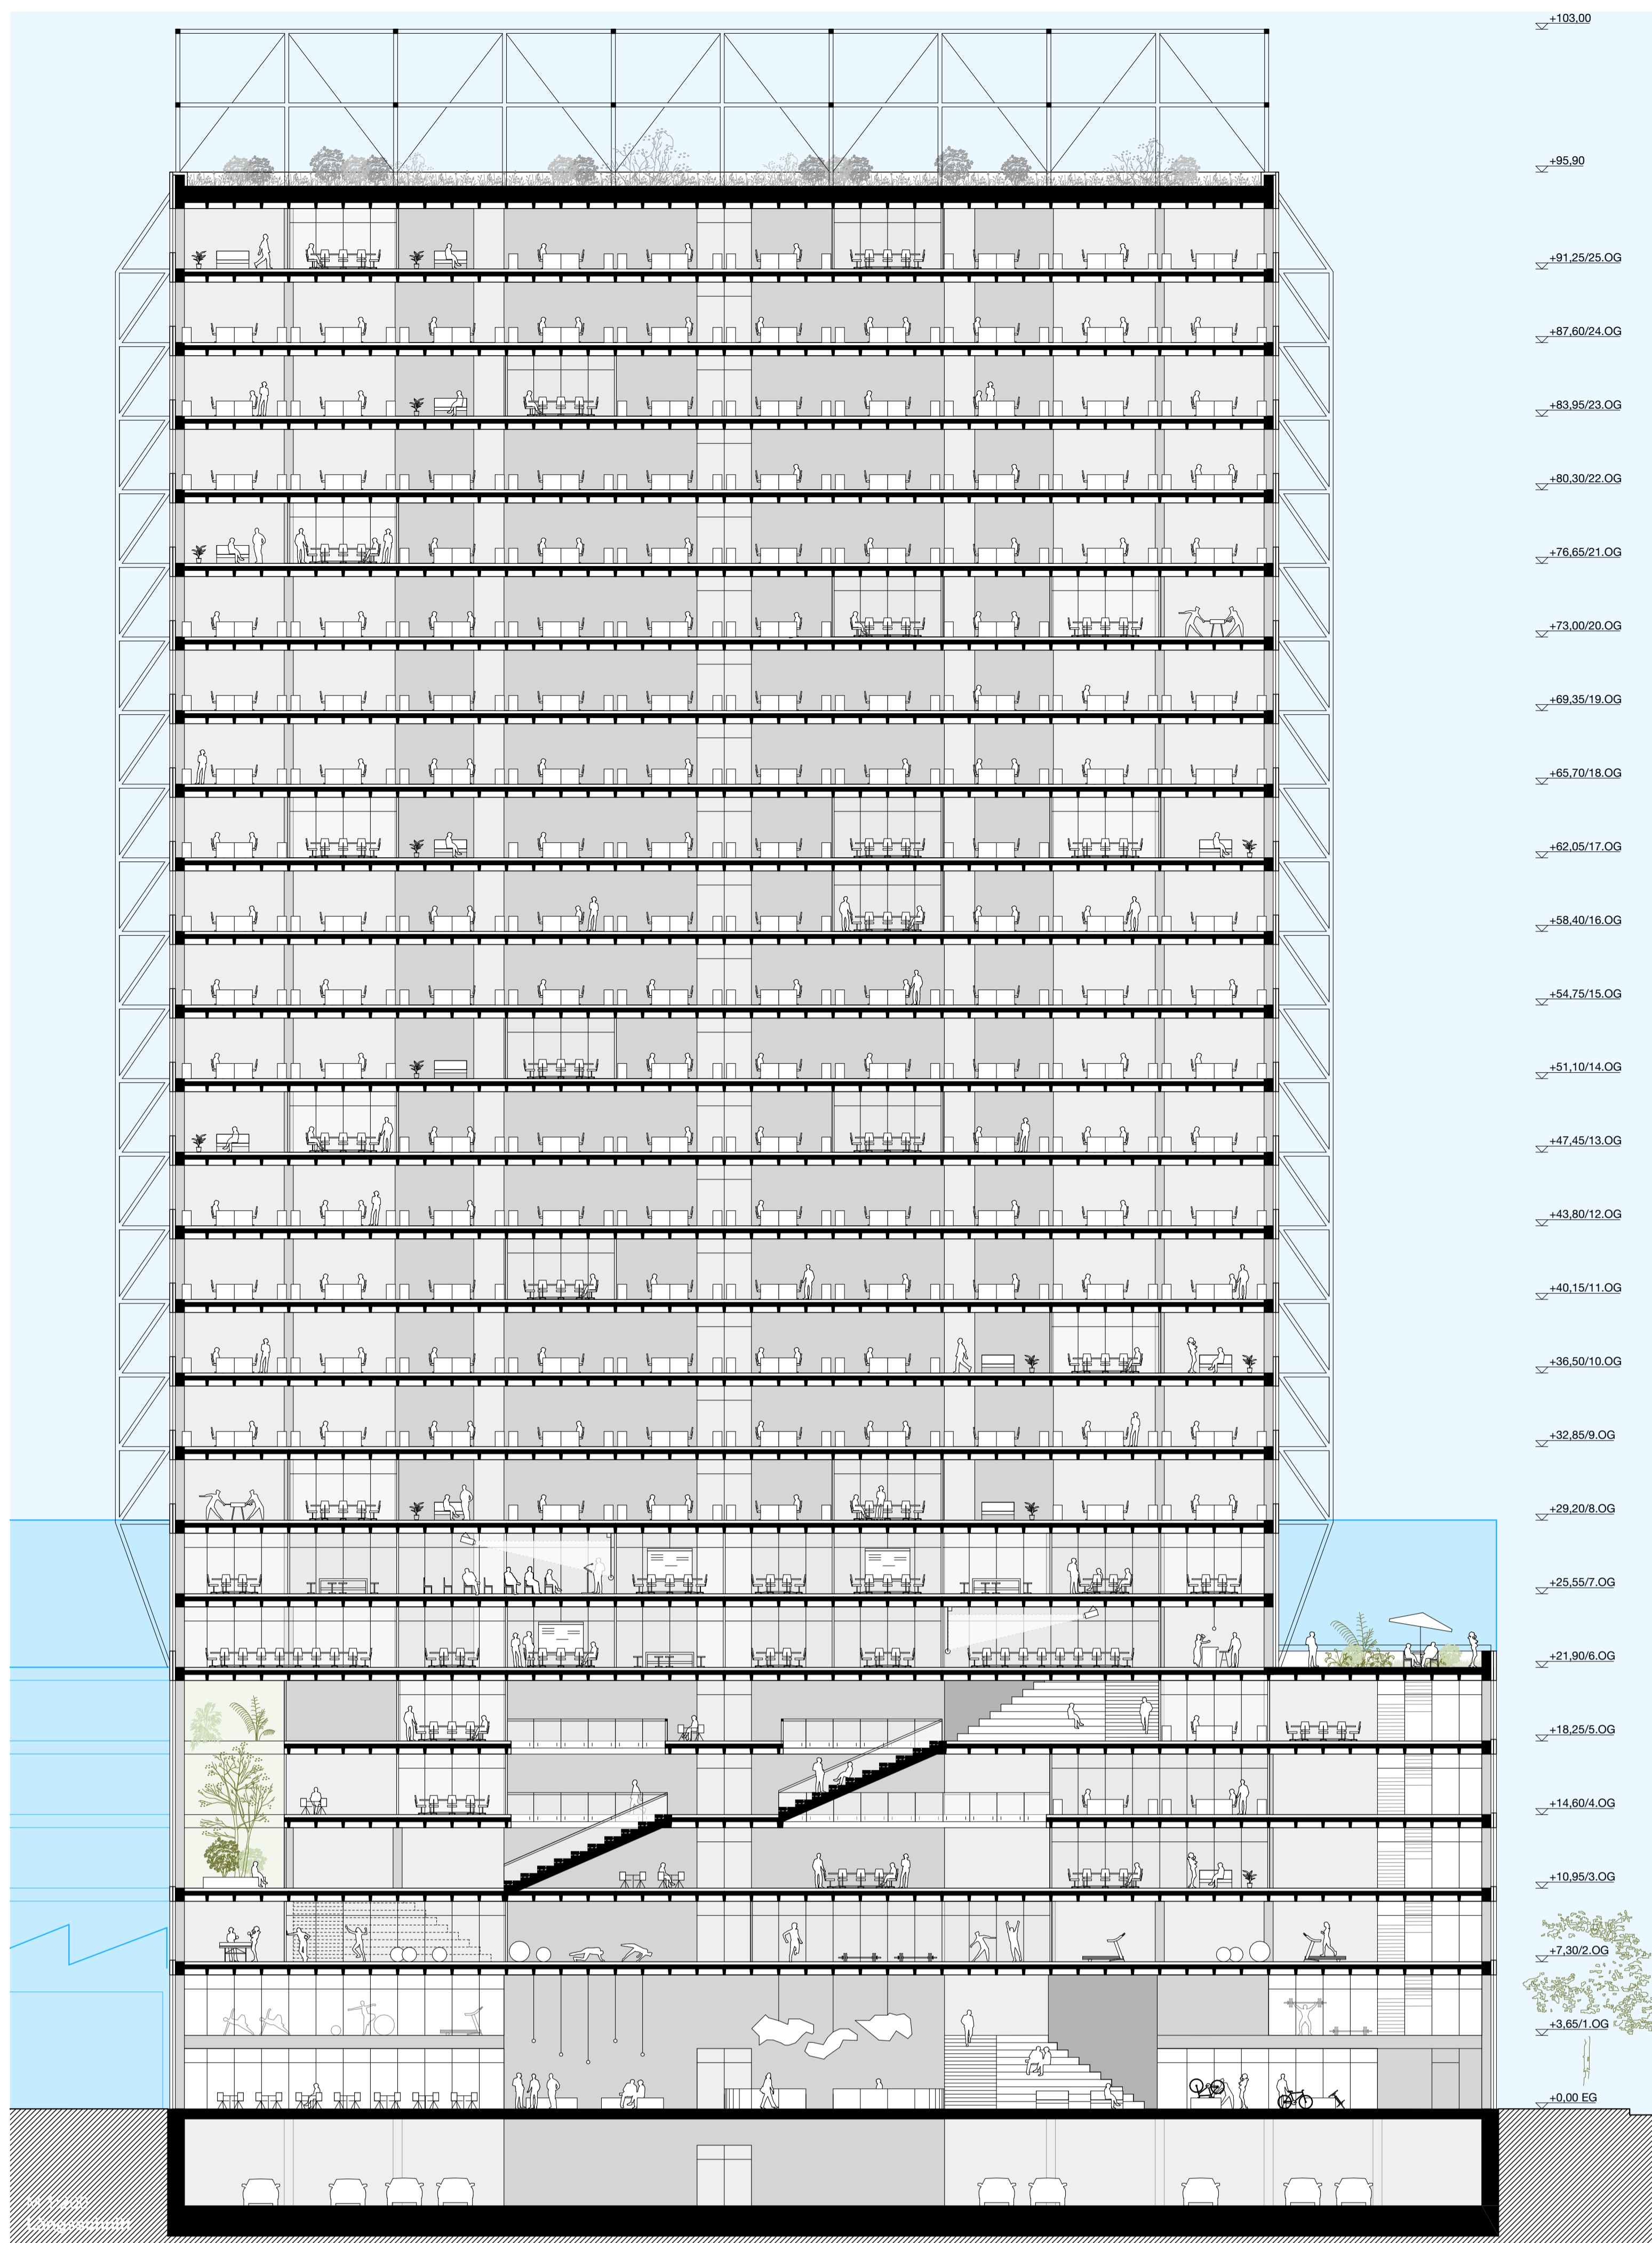 +103,00
+95,90
+91,25/25.OG
+87,60/24.OG
+83,95/23.OG
+80,30/22.OG
+76,65/21.OG
+73,00/20.OG
+69,35/19.OG
+65,70/18.OG
+62,05/17.OG
+58,40/16.OG
+54,75/15.OG
+51,10/14.OG
+47,45/13.OG
+43,80/12.OG
+40,15/11.OG
+36,50/10.OG
+32,85/9.OG
+29,20/8.OG
+25,55/7.OG
+21,90/6.OG
+18,25/5.OG
+14,60/4.OG
+10,95/3.OG
+7,30/2.OG
+3,65/1.OG
+0,00 EG
M 1:200
Längsschnitt